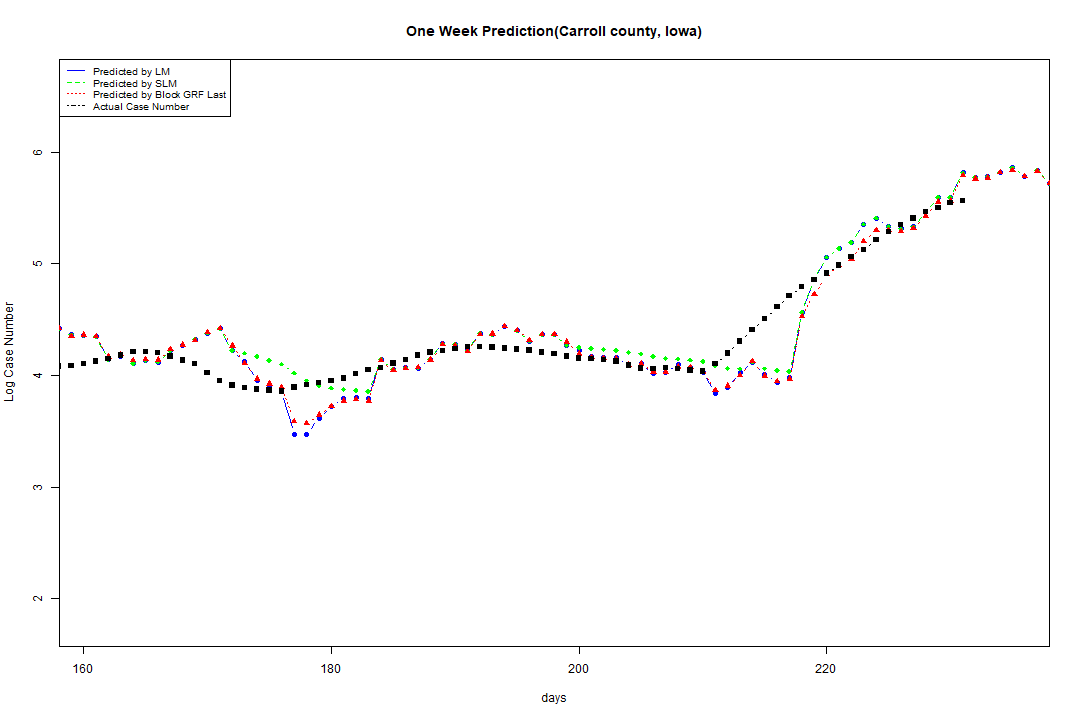 One Week Prediction(Carroll county, Iowa)
Predicted by LM
Predicted by SLM
Predicted by Block GRF Last
Actual Case Number
6
5
4
3
2
Log Case Number
160 180 200 220
days